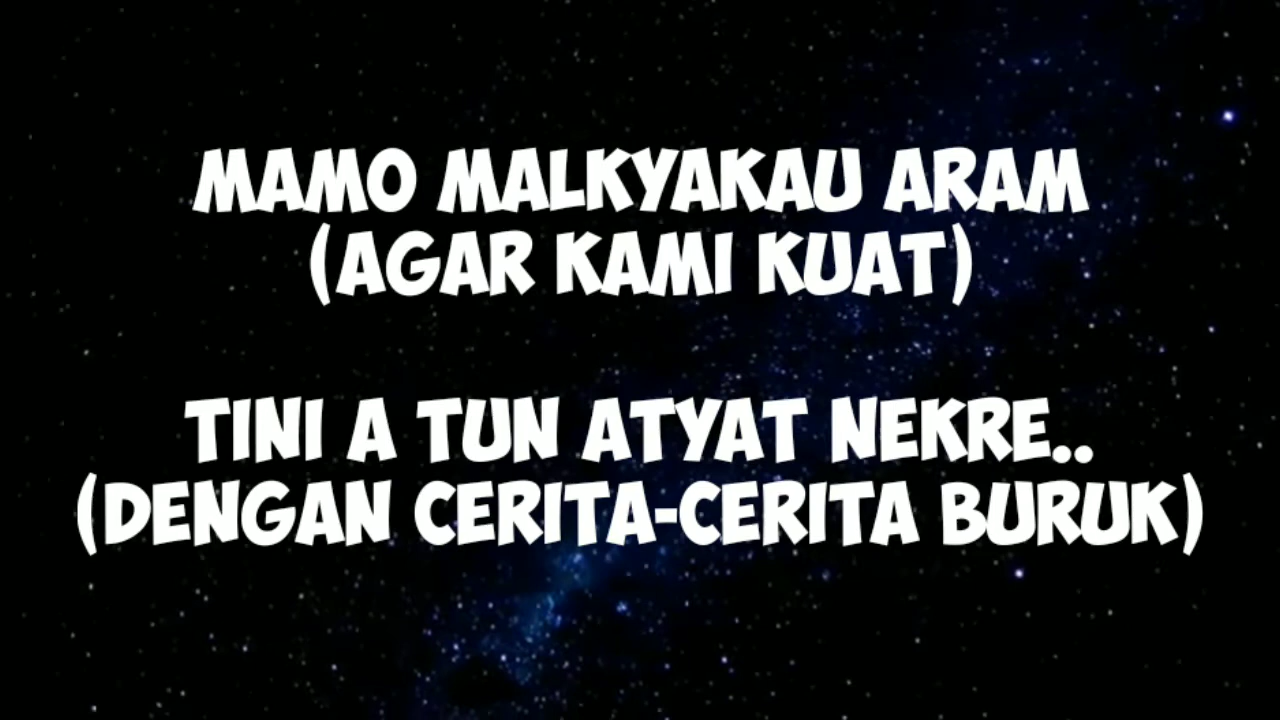 MAMO MALKYAKAU ARAM
(AGAR KAMI KUAT)
TINI A TUN ATYAT NEKRE..
(DENGAN CERITA-CERITA BURUK)